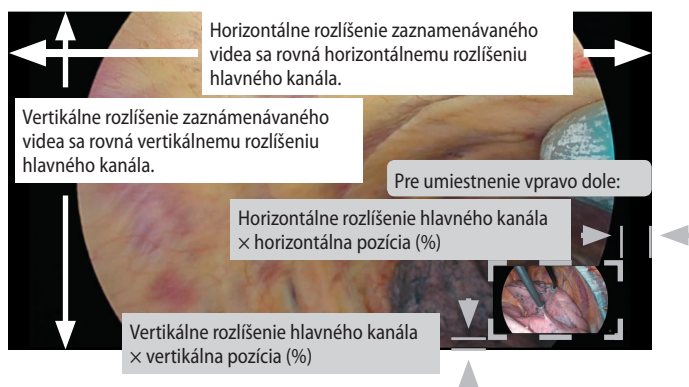 Horizontálne rozlíšenie zaznamenávaného
videa sa rovná horizontálnemu rozlíšeniu
hlavného kanála.
Vertikálne rozlíšenie zaznámenávaného
videa sa rovná vertikálnemu rozlíšeniu
hlavného kanála.
Pre umiestnenie vpravo dole:
Horizontálne rozlíšenie hlavného kanála
× horizontálna pozícia (%)
Vertikálne rozlíšenie hlavného kanála
× vertikálna pozícia (%)